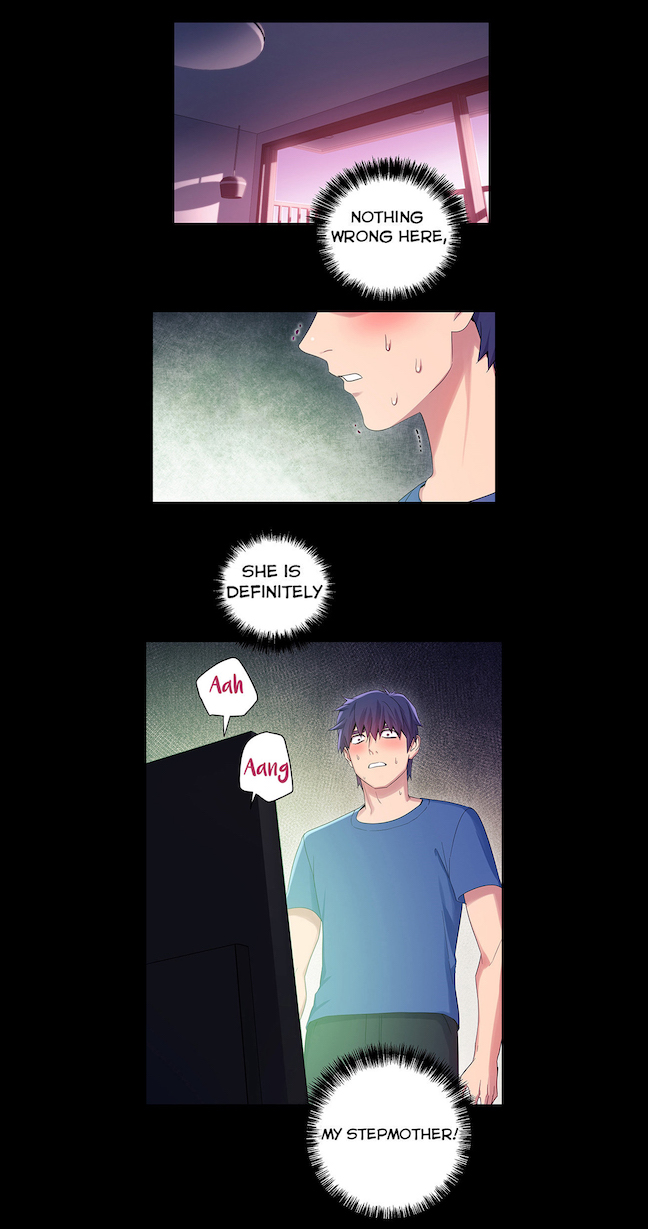 NOTHING
WRONG HERE,
SHE IS
DEFINITELY
Aah
Aang
MY STEPMOTHER!